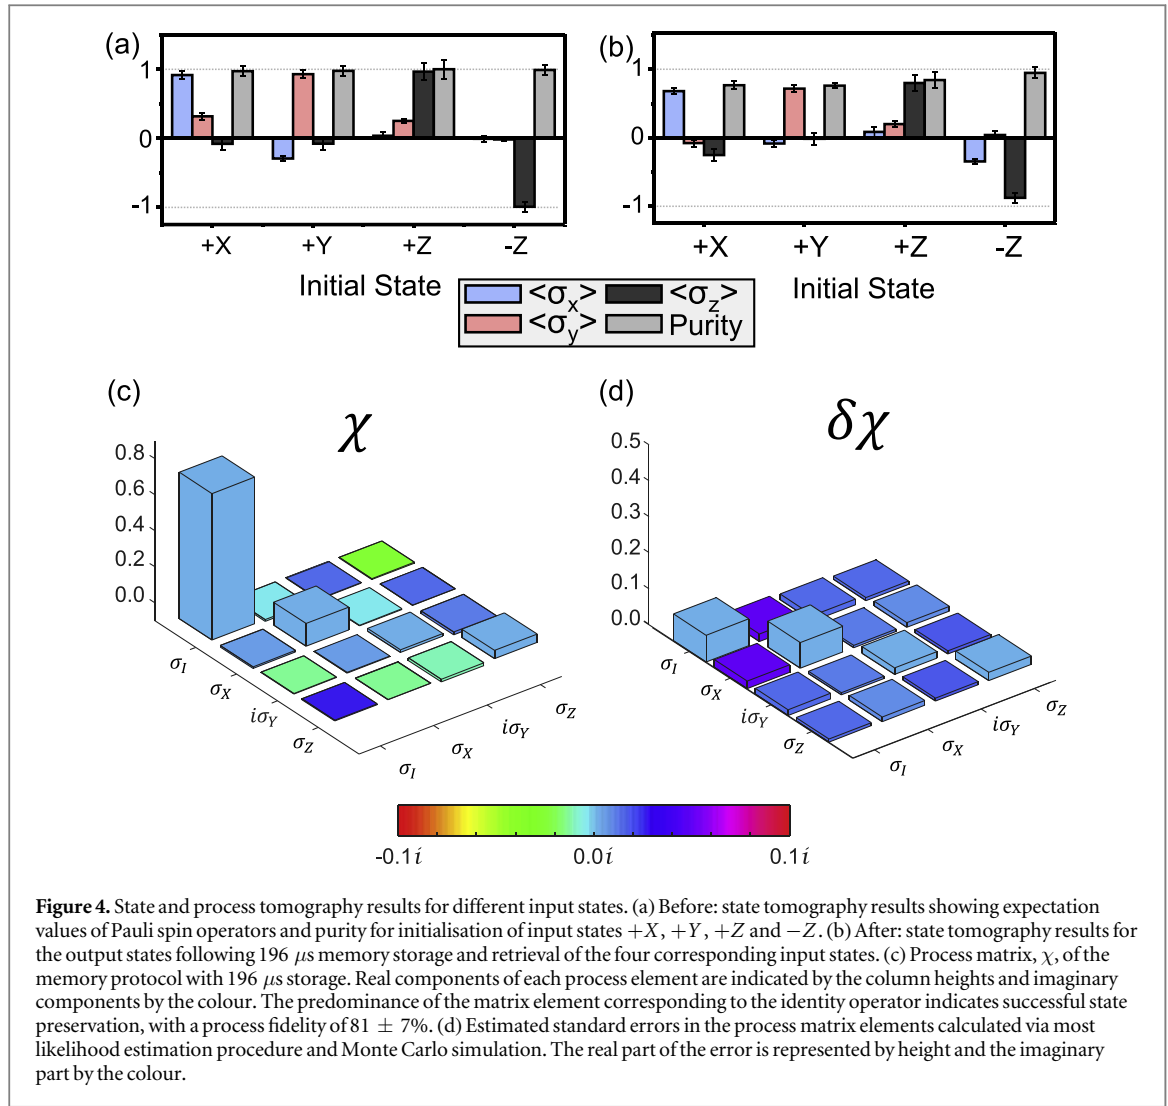 (a)
1
0
-1
+X +Y +Z -Z
Initial State
(b)
1
0
-1
+X +Y +Z -Z
Initial State
<σx> <σz>
<σy> Purity
(c)
χ
0.8
0.6
0.4
0.2
0.0
σI
σX
iσY
σZ
σI
σX
iσY
σZ
(d)
δχ
0.5
0.4
0.3
0.2
0.1
0.0
σI
σX
iσY
σZ
σI
σX
iσY
σZ
-0.1i 0.0i 0.1i
Figure 4. State and process tomography results for different input states. (a) Before: state tomography results showing expectation
values of Pauli spin operators and purity for initialisation of input states +X, +Y, +Z and −Z. (b) After: state tomography results for
the output states following 196 μs memory storage and retrieval of the four corresponding input states. (c) Process matrix, χ, of the
memory protocol with 196 μs storage. Real components of each process element are indicated by the column heights and imaginary
components by the colour. The predominance of the matrix element corresponding to the identity operator indicates successful state
preservation, with a process fidelity of 81 ± 7%. (d) Estimated standard errors in the process matrix elements calculated via most
likelihood estimation procedure and Monte Carlo simulation. The real part of the error is represented by height and the imaginary
part by the colour.